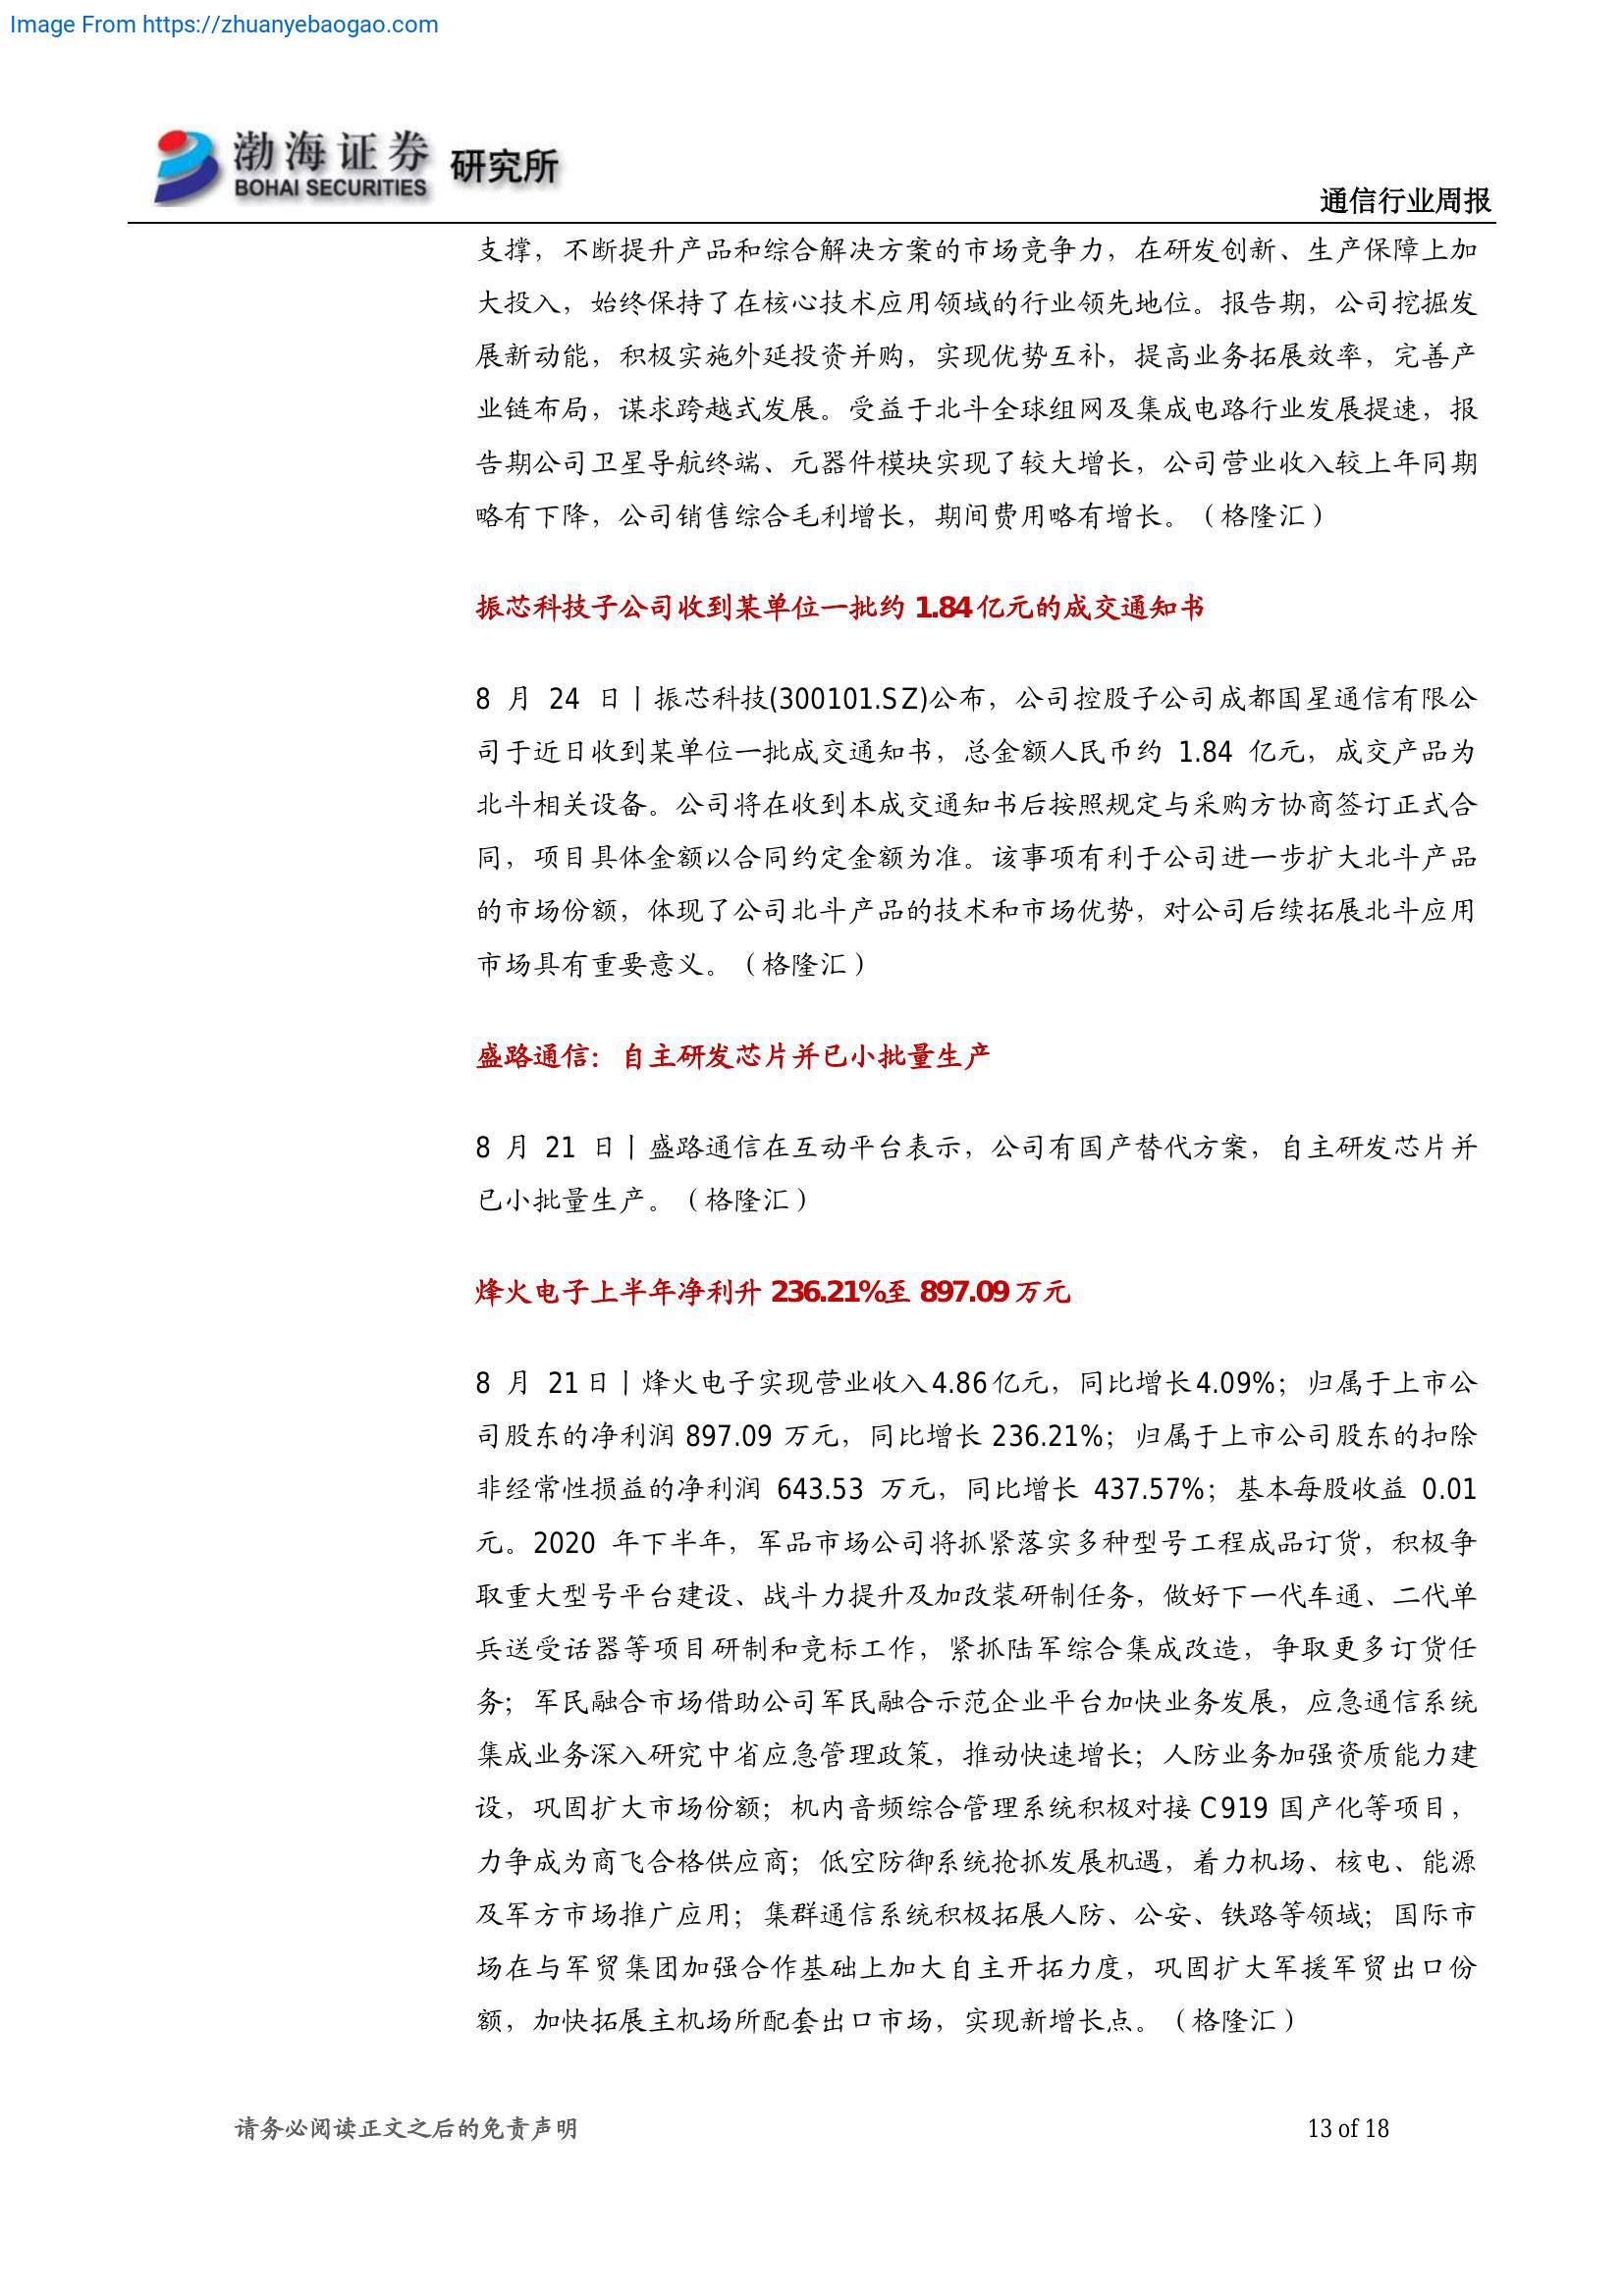 Image From https://zhuanyebaogao.com
渤海证券 研究所
BOHAI SECURITIES
通信行业周报
支撑，不断提升产品和综合解决方案的市场竞争力，在研发创新、生产保障上加
大投入，始终保持了在核心技术应用领域的行业领先地位。报告期，公司挖掘发
展新动能，积极实施外延投资并购，实现优势互补，提高业务拓展效率，完善产
业链布局，谋求跨越式发展。受益于北斗全球组网及集成电路行业发展提速，报
告期公司卫星导航终端、元器件模块实现了较大增长，公司营业收入较上年同期
略有下降，公司销售综合毛利增长，期间费用略有增长。（格隆汇）
振芯科技子公司收到某单位一批约 1.84 亿元的成交通知书
8 月 24 日丨振芯科技(300101.SZ)公布，公司控股子公司成都国星通信有限公
司于近日收到某单位一批成交通知书，总金额人民币约 1.84 亿元，成交产品为
北斗相关设备。公司将在收到本成交通知书后按照规定与采购方协商签订正式合
同，项目具体金额以合同约定金额为准。该事项有利于公司进一步扩大北斗产品
的市场份额，体现了公司北斗产品的技术和市场优势，对公司后续拓展北斗应用
市场具有重要意义。（格隆汇）
盛路通信：自主研发芯片并已小批量生产
8 月 21 日丨盛路通信在互动平台表示，公司有国产替代方案，自主研发芯片并
已小批量生产。（格隆汇）
烽火电子上半年净利升 236.21%至 897.09 万元
8 月 21 日丨烽火电子实现营业收入 4.86 亿元，同比增长 4.09%；归属于上市公
司股东的净利润 897.09 万元，同比增长 236.21%；归属于上市公司股东的扣除
非经常性损益的净利润 643.53 万元，同比增长 437.57%；基本每股收益 0.01
元。2020 年下半年，军品市场公司将抓紧落实多种型号工程成品订货，积极争
取重大型号平台建设、战斗力提升及加改装研制任务，做好下一代车通、二代单
兵送受话器等项目研制和竞标工作，紧抓陆军综合集成改造，争取更多订货任
务；军民融合市场借助公司军民融合示范企业平台加快业务发展，应急通信系统
集成业务深入研究中省应急管理政策，推动快速增长；人防业务加强资质能力建
设，巩固扩大市场份额；机内音频综合管理系统积极对接 C919 国产化等项目，
力争成为商飞合格供应商；低空防御系统抢抓发展机遇，着力机场、核电、能源
及军方市场推广应用；集群通信系统积极拓展人防、公安、铁路等领域；国际市
场在与军贸集团加强合作基础上加大自主开拓力度，巩固扩大军援军贸出口份
额，加快拓展主机场所配套出口市场，实现新增长点。（格隆汇）
请务必阅读正文之后的免责声明
13 of 18